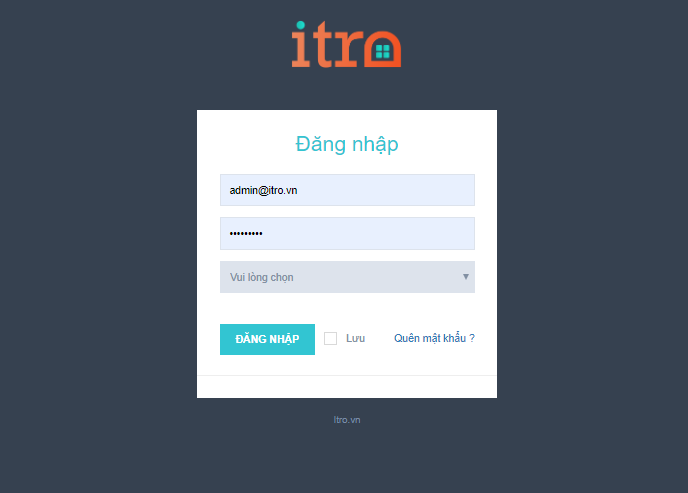 itro
Đăng nhập
admin@itro.vn
•••••••••
Vui lòng chọn
ĐĂNG NHẬP Lưu Quên mật khẩu ?
Itro.vn